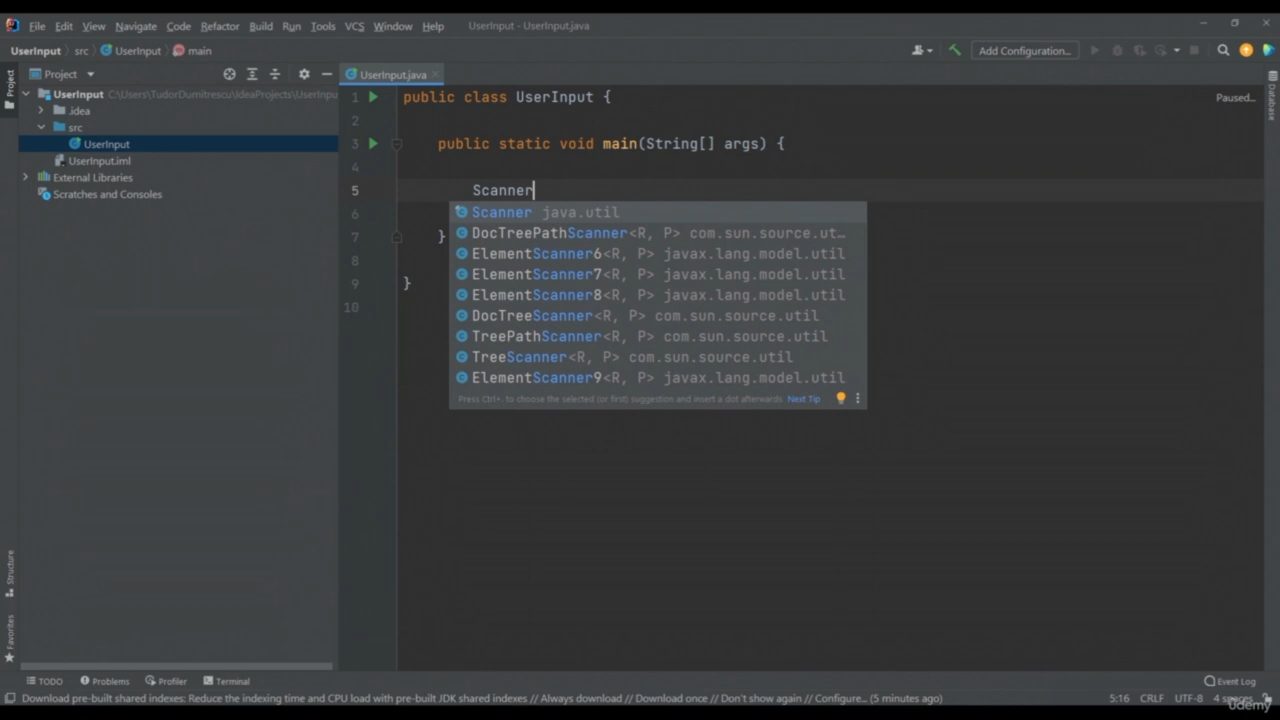 File Edit View Navigate Code Refactor Build Run Tools VCS Window Help UserInput - UserInput.java
UserInput src UserInput main Add Configuration...
Project UserInput.java
Project
UserInput C:\Users\TudorDumitrescu\IdeaProjects\UserInpu
.idea
src
UserInput
UserInput.iml
External Libraries
Scratches and Consoles
1 public class UserInput {
2
3 public static void main(String[] args) {
4
5 Scanner
6
7 }
8
9 }
10
Scanner java.util
DocTreePathScanner<R, P> com.sun.source.ut…
ElementScanner6<R, P> javax.lang.model.util
ElementScanner7<R, P> javax.lang.model.util
ElementScanner8<R, P> javax.lang.model.util
DocTreeScanner<R, P> com.sun.source.util
TreePathScanner<R, P> com.sun.source.util
TreeScanner<R, P> com.sun.source.util
ElementScanner9<R, P> javax.lang.model.util
Press Ctrl+. to choose the selected (or first) suggestion and insert a dot afterwards Next Tip
Paused...
Database
Structure
Favorites
TODO Problems Profiler Terminal Event Log
Download pre-built shared indexes: Reduce the indexing time and CPU load with pre-built JDK shared indexes // Always download // Download once // Don't show again // Configure... (5 minutes ago) 5:16 CRLF UTF-8 4 spaces
udemy